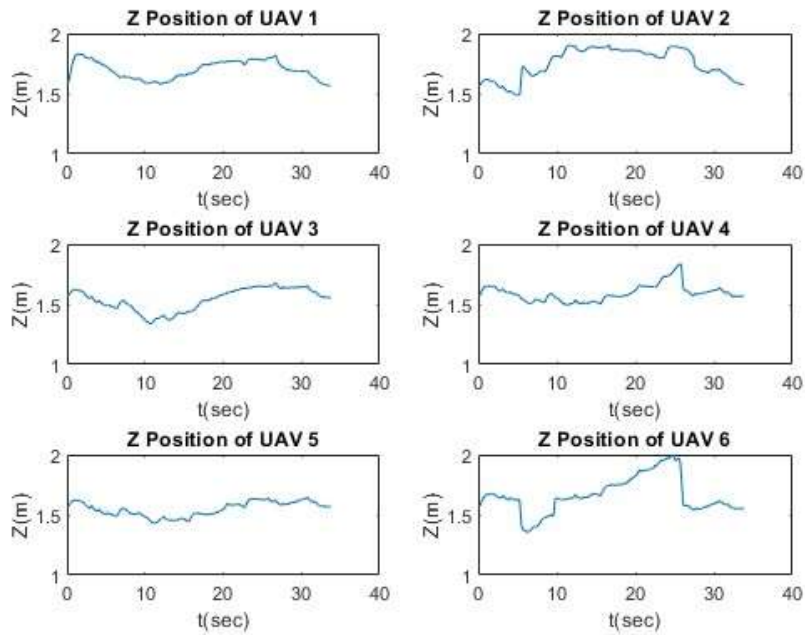 Z Position of UAV 1
Z(m)
2
1.5
1
0
10
20
30
40
t(sec)
Z Position of UAV 2
Z(m)
2
1.5
1
0
10
20
30
40
t(sec)
Z Position of UAV 3
Z(m)
2
1.5
1
0
10
20
30
40
t(sec)
Z Position of UAV 4
Z(m)
2
1.5
1
0
10
20
30
40
t(sec)
Z Position of UAV 5
Z(m)
2
1.5
1
0
10
20
30
40
t(sec)
Z Position of UAV 6
Z(m)
2
1.5
1
0
10
20
30
40
t(sec)